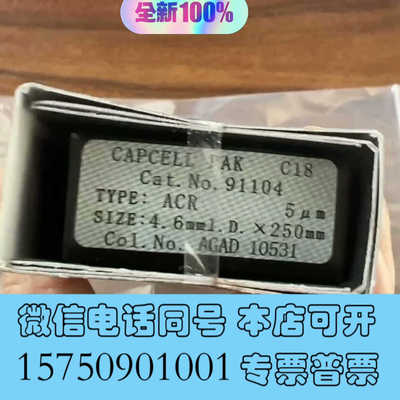 全新100%
CAPCELL PAK C18
Cat.No.91104
TYPE: ACR 5μm
SIZE:4.6mmI.D.×250mm
Col.No. AGAD 10531
微信电话同号 本店可开
15750901001 专票普票